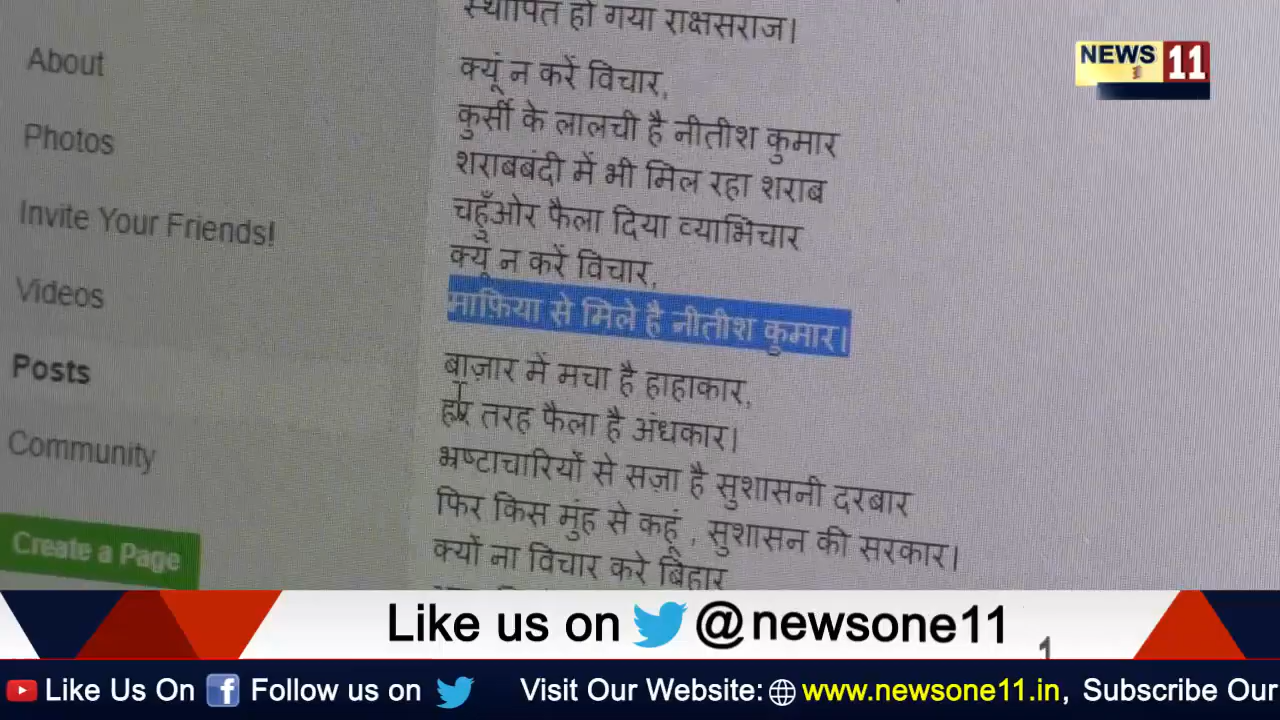 स्थापित हो गया राक्षसराज।
क्यूं न करें विचार,
कुर्सी के लालची है नीतीश कुमार
शराबबंदी में भी मिल रहा शराब
चहुँओर फैला दिया व्याभिचार
क्यूं न करें विचार,
माफ़िया से मिले है नीतीश कुमार।
बाज़ार में मचा है हाहाकार,
हर तरह फैला है अंधकार।
भ्रष्टाचारियों से सज़ा है सुशासनी दरबार
फिर किस मुंह से कहूं , सुशासन की सरकार।
क्यों ना विचार करे बिहार
About
Photos
Invite Your Friends!
Videos
Posts
Community
Create a Page
NEWS 11
Like us on @newsone11
1
Like Us On Follow us on Visit Our Website: www.newsone11.in, Subscribe Our